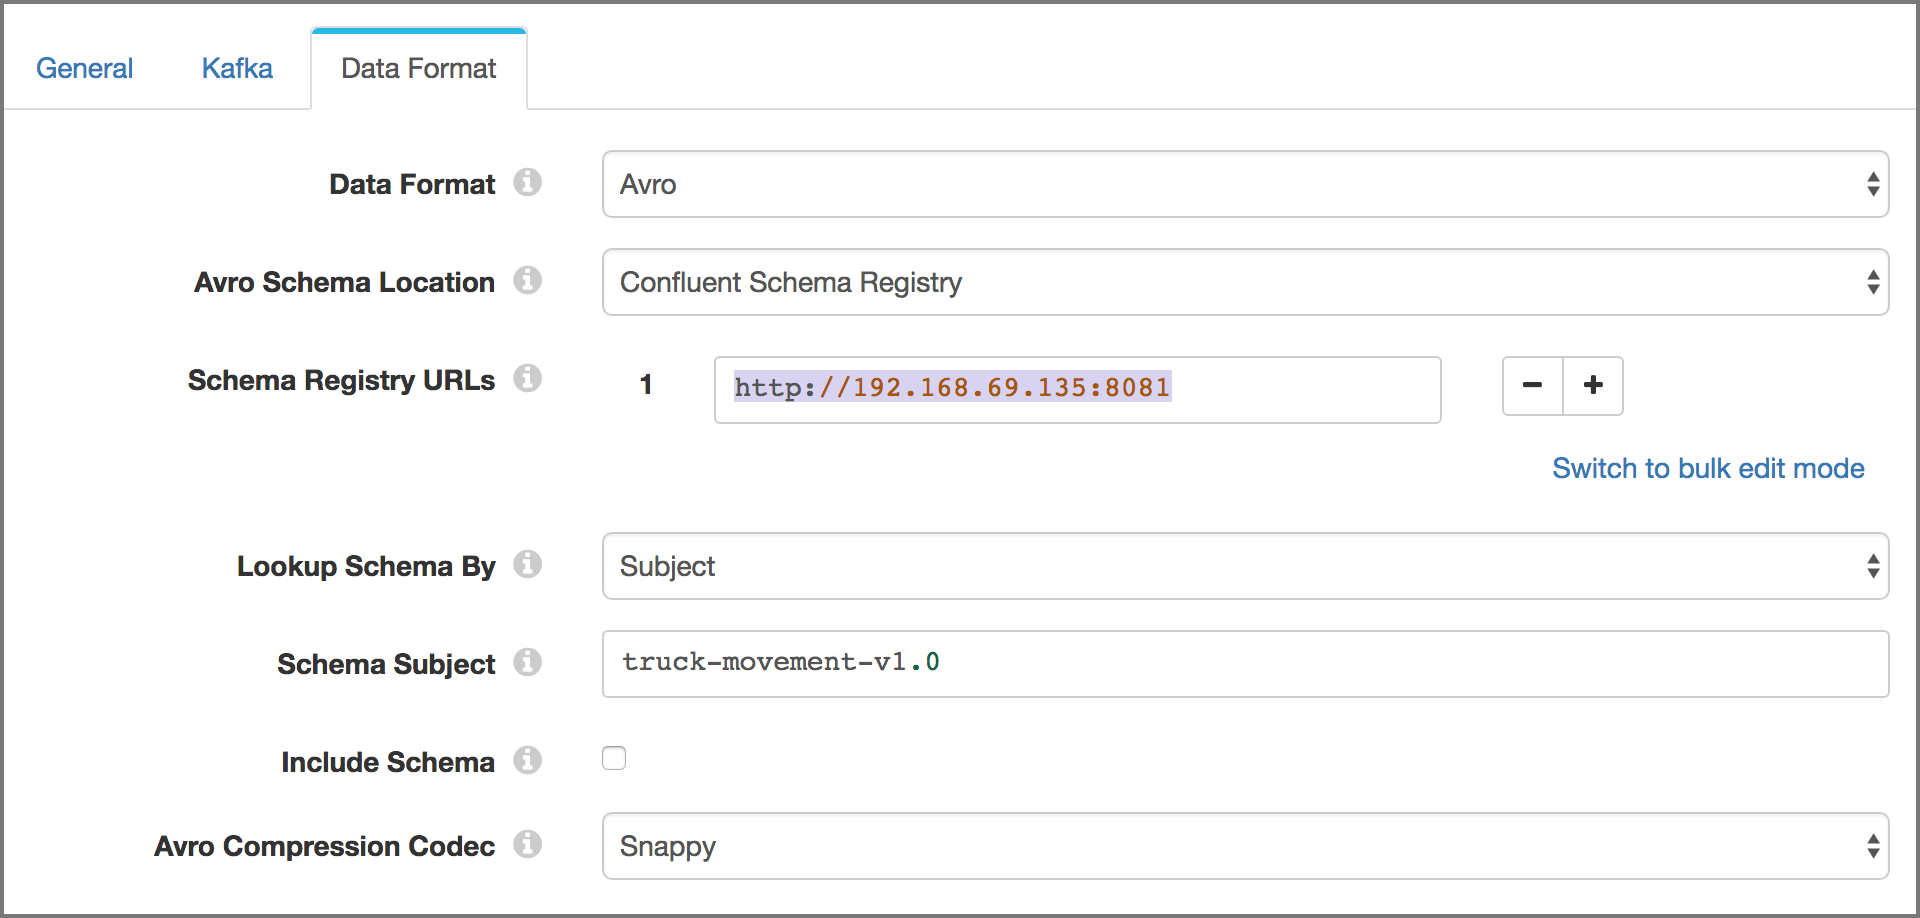 General Kafka Data Format
Data Format Avro
Avro Schema Location Confluent Schema Registry
Schema Registry URLs 1 http://192.168.69.135:8081
Switch to bulk edit mode
Lookup Schema By Subject
Schema Subject truck-movement-v1.0
Include Schema
Avro Compression Codec Snappy